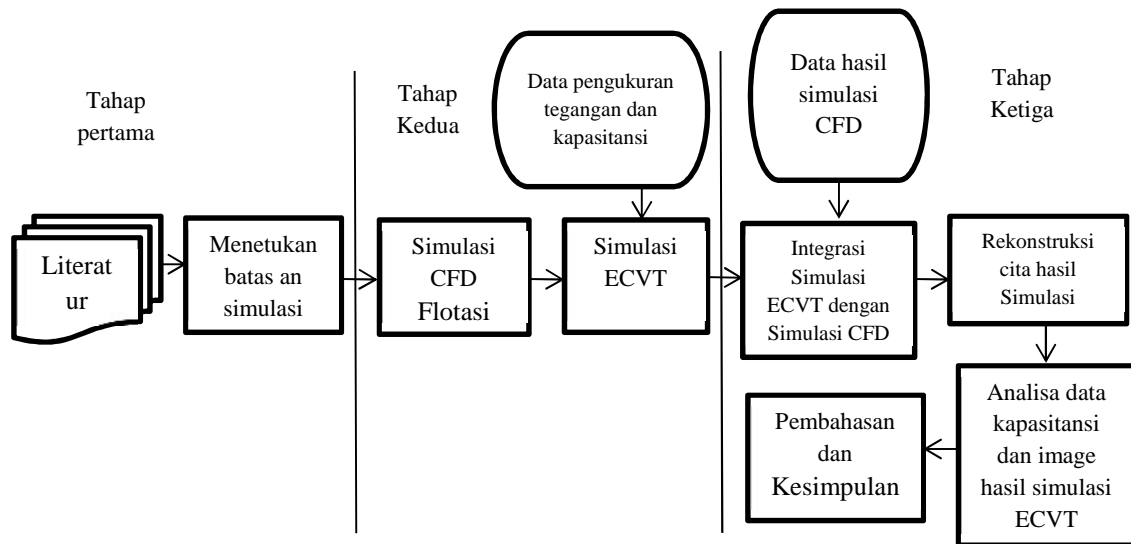 Tahap
pertama
Literat
ur
Menetukan
batas an
simulasi
Tahap
Kedua
Data pengukuran
tegangan dan
kapasitansi
Simulasi
CFD
Flotasi
Simulasi
ECVT
Data hasil
simulasi
CFD
Tahap
Ketiga
Integrasi
Simulasi
ECVT dengan
Simulasi CFD
Rekonstruksi
cita hasil
Simulasi
Analisa data
kapasitansi
dan image
hasil simulasi
ECVT
Pembahasan
dan
Kesimpulan